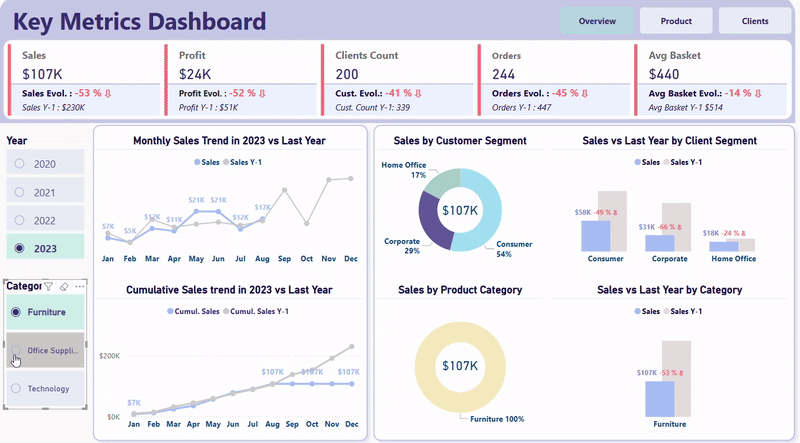 Key Metrics Dashboard
Overview
Product
Clients
Sales
$107K
Sales Evol. : -53 % ⇩
Sales Y-1 : $230K
Profit
$24K
Profit Evol. : -52 % ⇩
Profit Y-1 : $51K
Clients Count
200
Cust. Evol.: -41 % ⇩
Cust. Count Y-1: 339
Orders
244
Orders Evol.: -45 % ⇩
Orders Y-1 : 447
Avg Basket
$440
Avg Basket Evol.: -14 % ⇩
Avg Basket Y-1 $514
Year
2020
2021
2022
2023
Categor
Furniture
Office Suppli...
Technology
Monthly Sales Trend in 2023 vs Last Year
Sales Sales Y-1
$7K $5K $12K $11K $21K $21K $12K $17K
Jan Feb Mar Apr May Jun Jul Aug Sep Oct Nov Dec
Cumulative Sales trend in 2023 vs Last Year
Cumul. Sales Cumul. Sales Y-1
$200K
$0K
$7K $107K $107K $107K
Jan Feb Mar Apr May Jun Jul Aug Sep Oct Nov Dec
Sales by Customer Segment
Home Office
17%
$107K
Corporate
29%
Consumer
54%
Sales vs Last Year by Client Segment
Sales Sales Y-1
$58K -49 % ⇩
$31K -66 % ⇩
$18K -24 % ⇩
Consumer Corporate Home Office
Sales by Product Category
$107K
Furniture 100%
Sales vs Last Year by Category
Sales Sales Y-1
$107K -53 % ⇩
Furniture